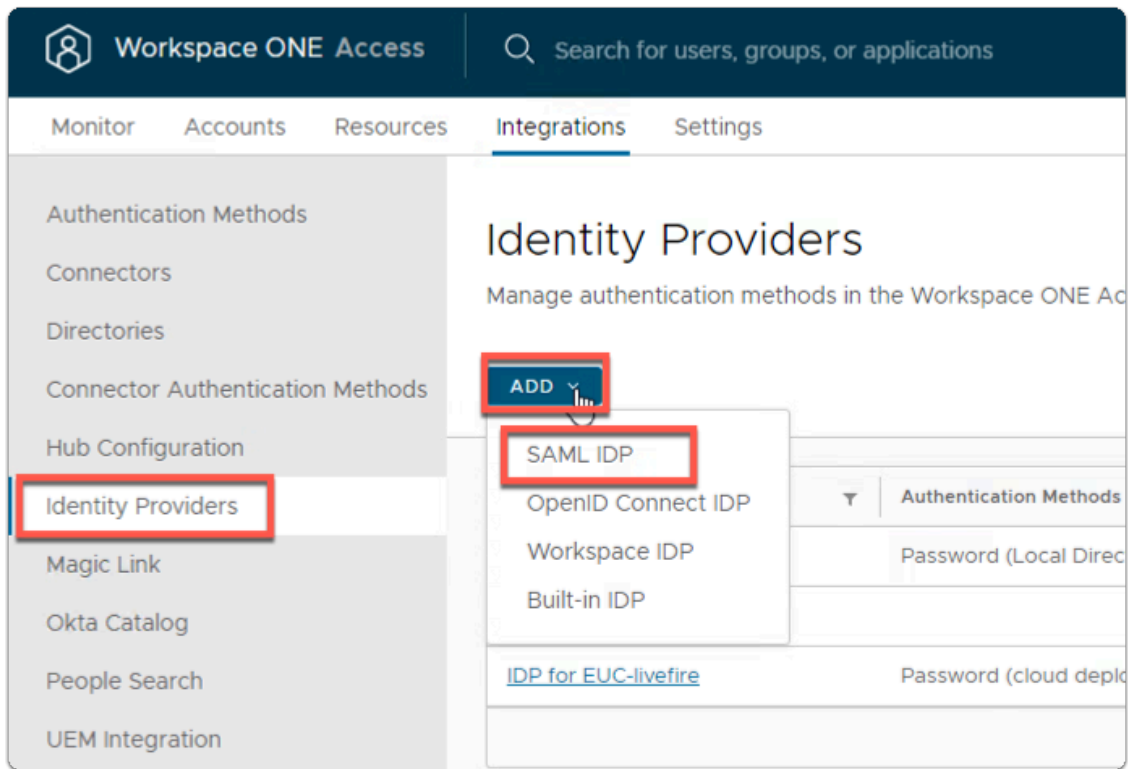 Workspace ONE Access
Search for users, groups, or applications
Monitor Accounts Resources Integrations Settings
Authentication Methods
Connectors
Directories
Connector Authentication Methods
Hub Configuration
Identity Providers
Magic Link
Okta Catalog
People Search
UEM Integration
Identity Providers
Manage authentication methods in the Workspace ONE Ac
ADD
SAML IDP
OpenID Connect IDP
Workspace IDP
Built-in IDP
Authentication Methods
Password (Local Direc
IDP for EUC-livefire
Password (cloud deplo